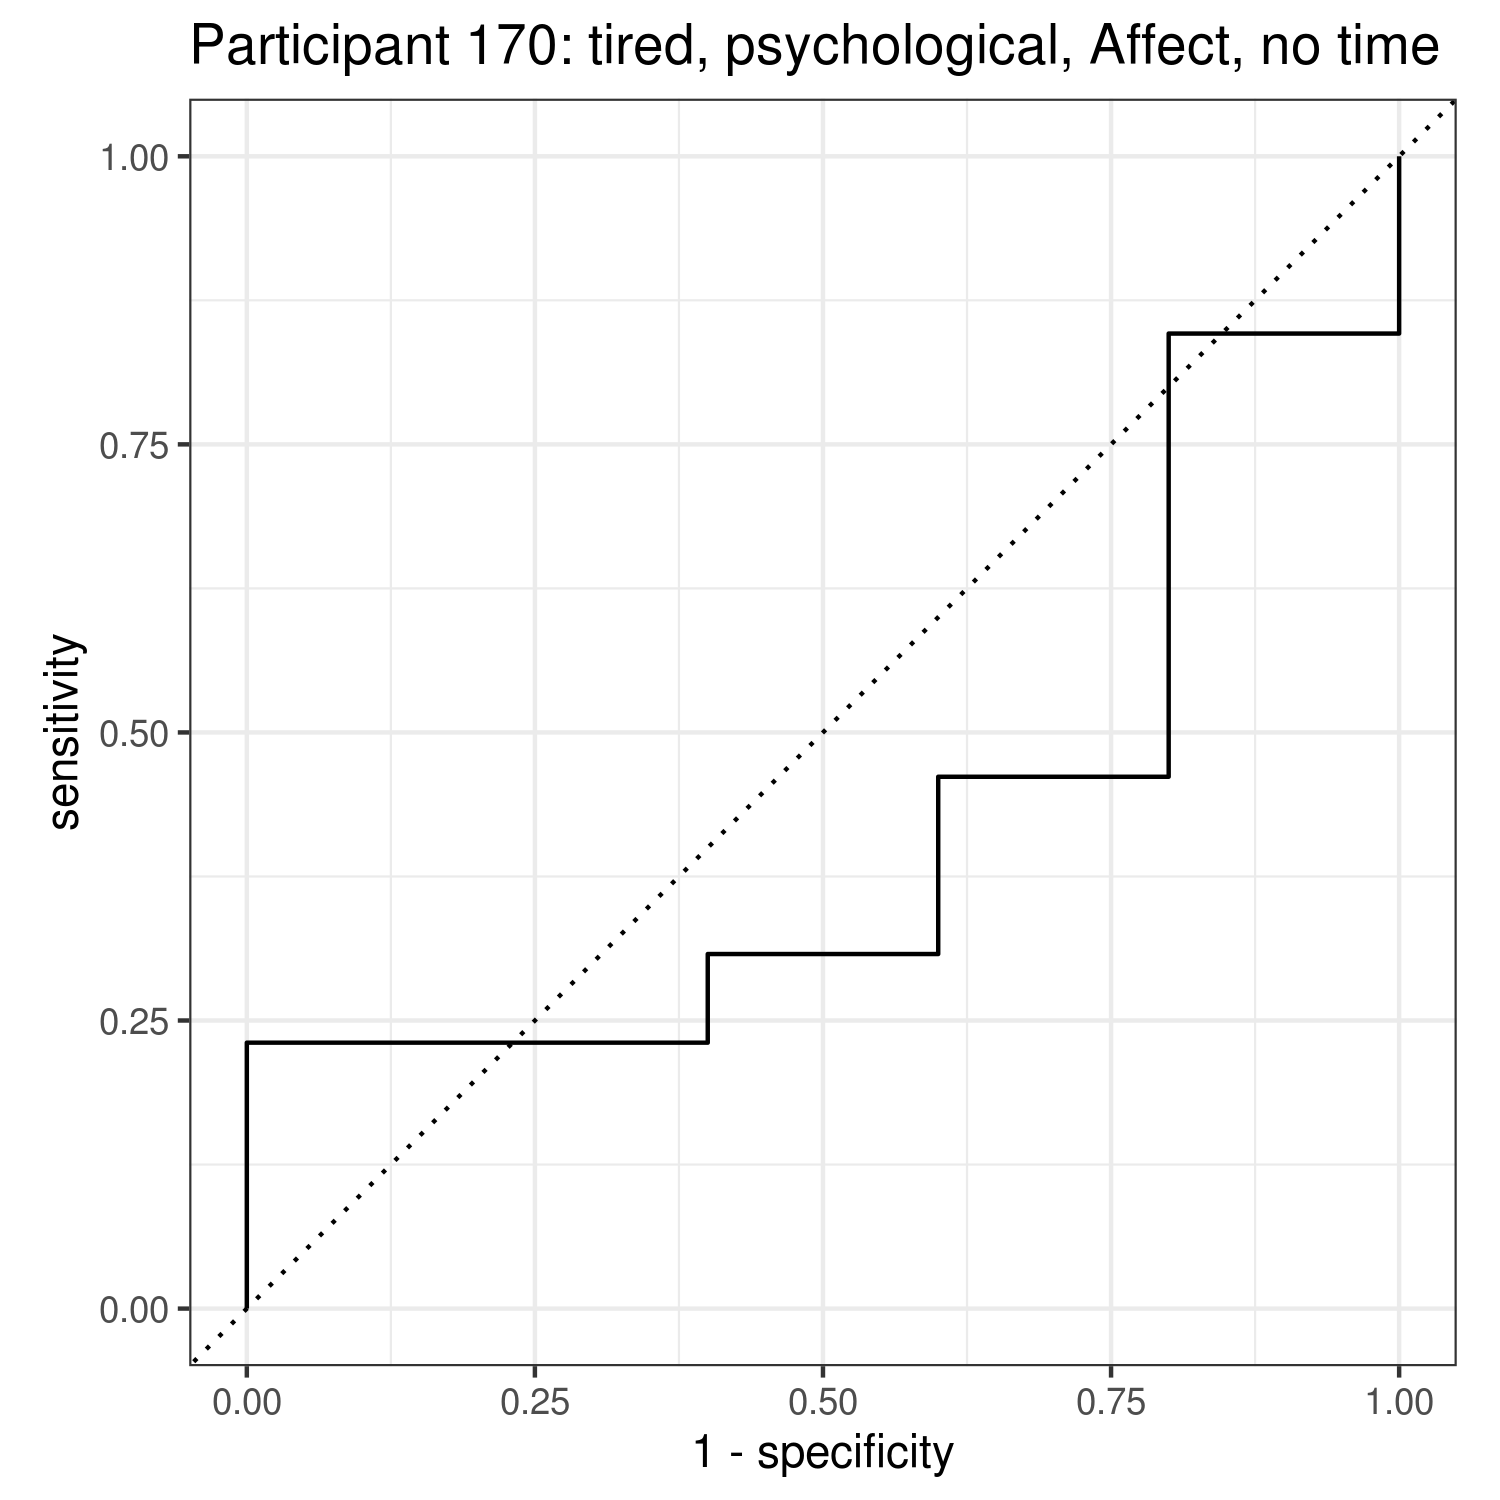 Participant 170: tired, psychological, Affect, no time
1.00
0.75
0.50
0.25
0.00
sensitivity
0.00 0.25 0.50 0.75 1.00
1 - specificity